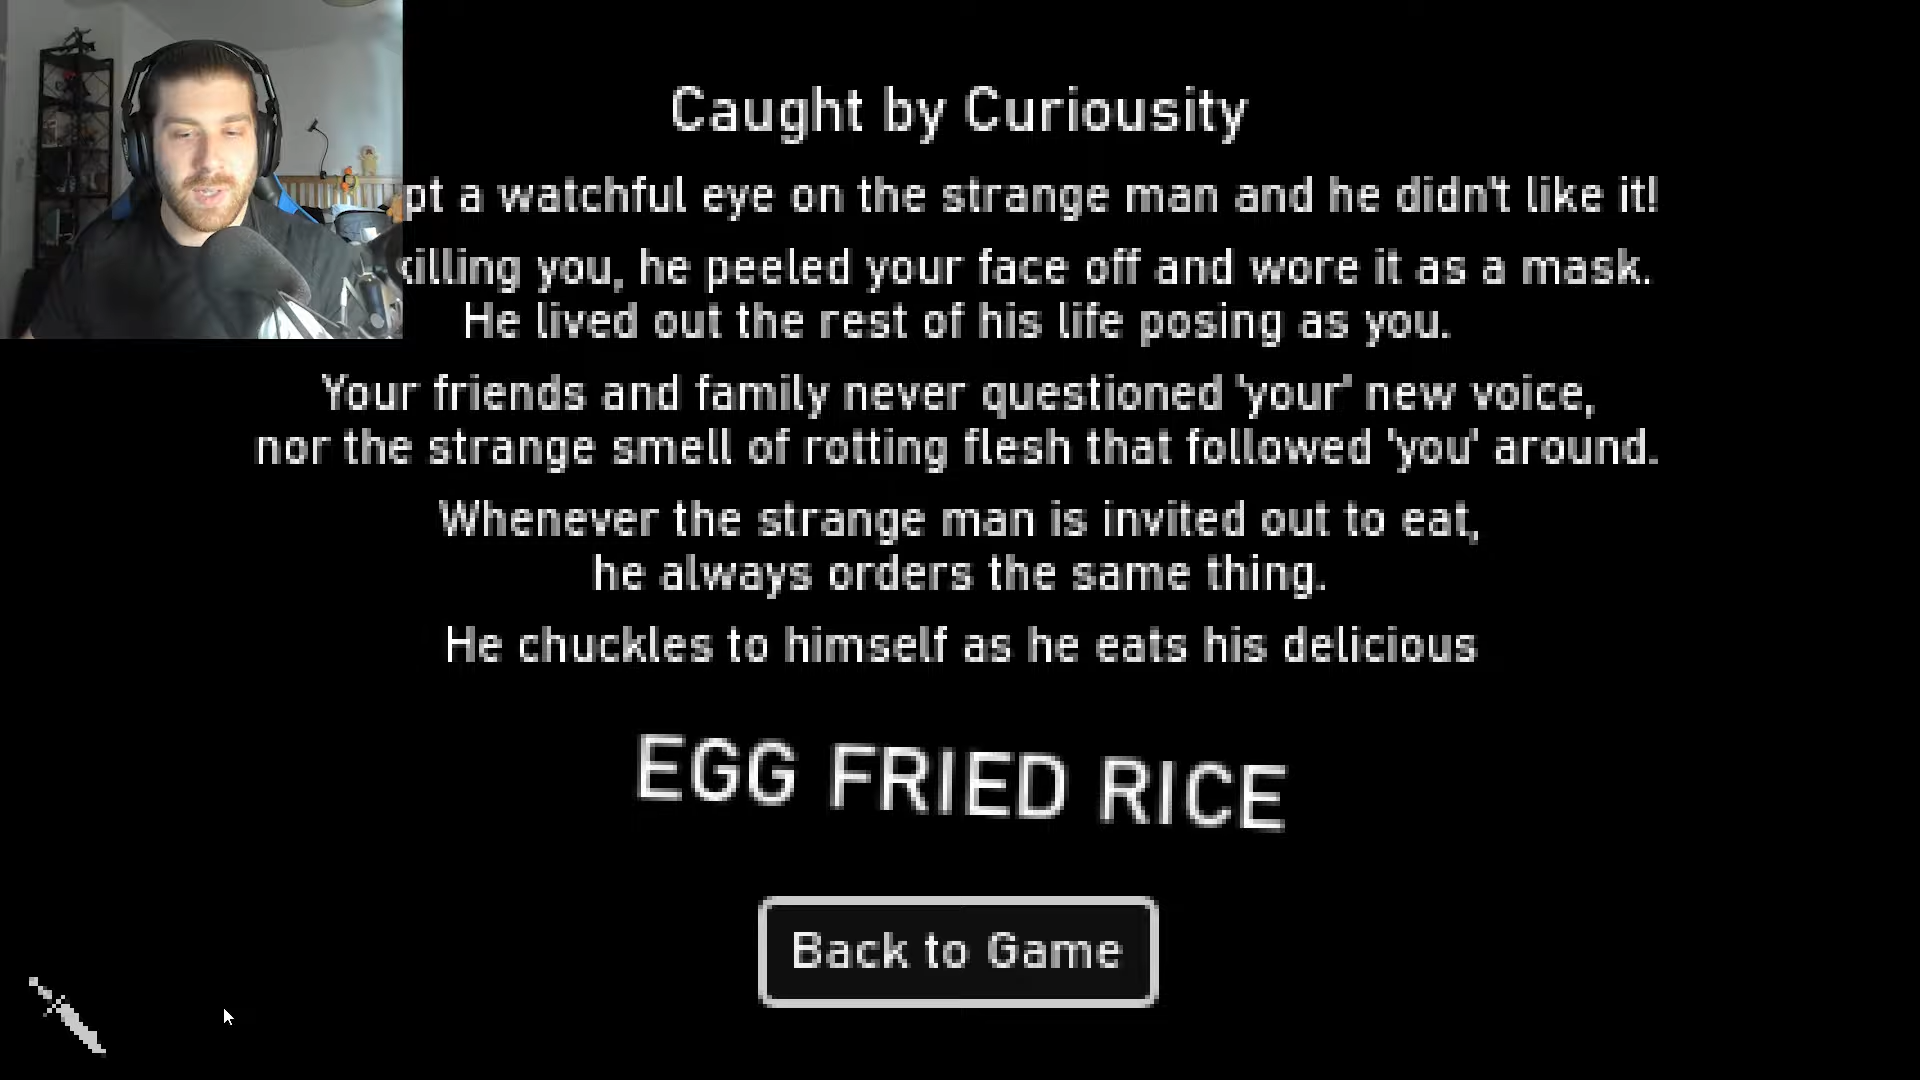 Caught by Curiousity
pt a watchful eye on the strange man and he didn't like it!
killing you, he peeled your face off and wore it as a mask.
He lived out the rest of his life posing as you.
Your friends and family never questioned 'your' new voice,
nor the strange smell of rotting flesh that followed 'you' around.
Whenever the strange man is invited out to eat,
he always orders the same thing.
He chuckles to himself as he eats his delicious
EGG FRIED RICE
Back to Game